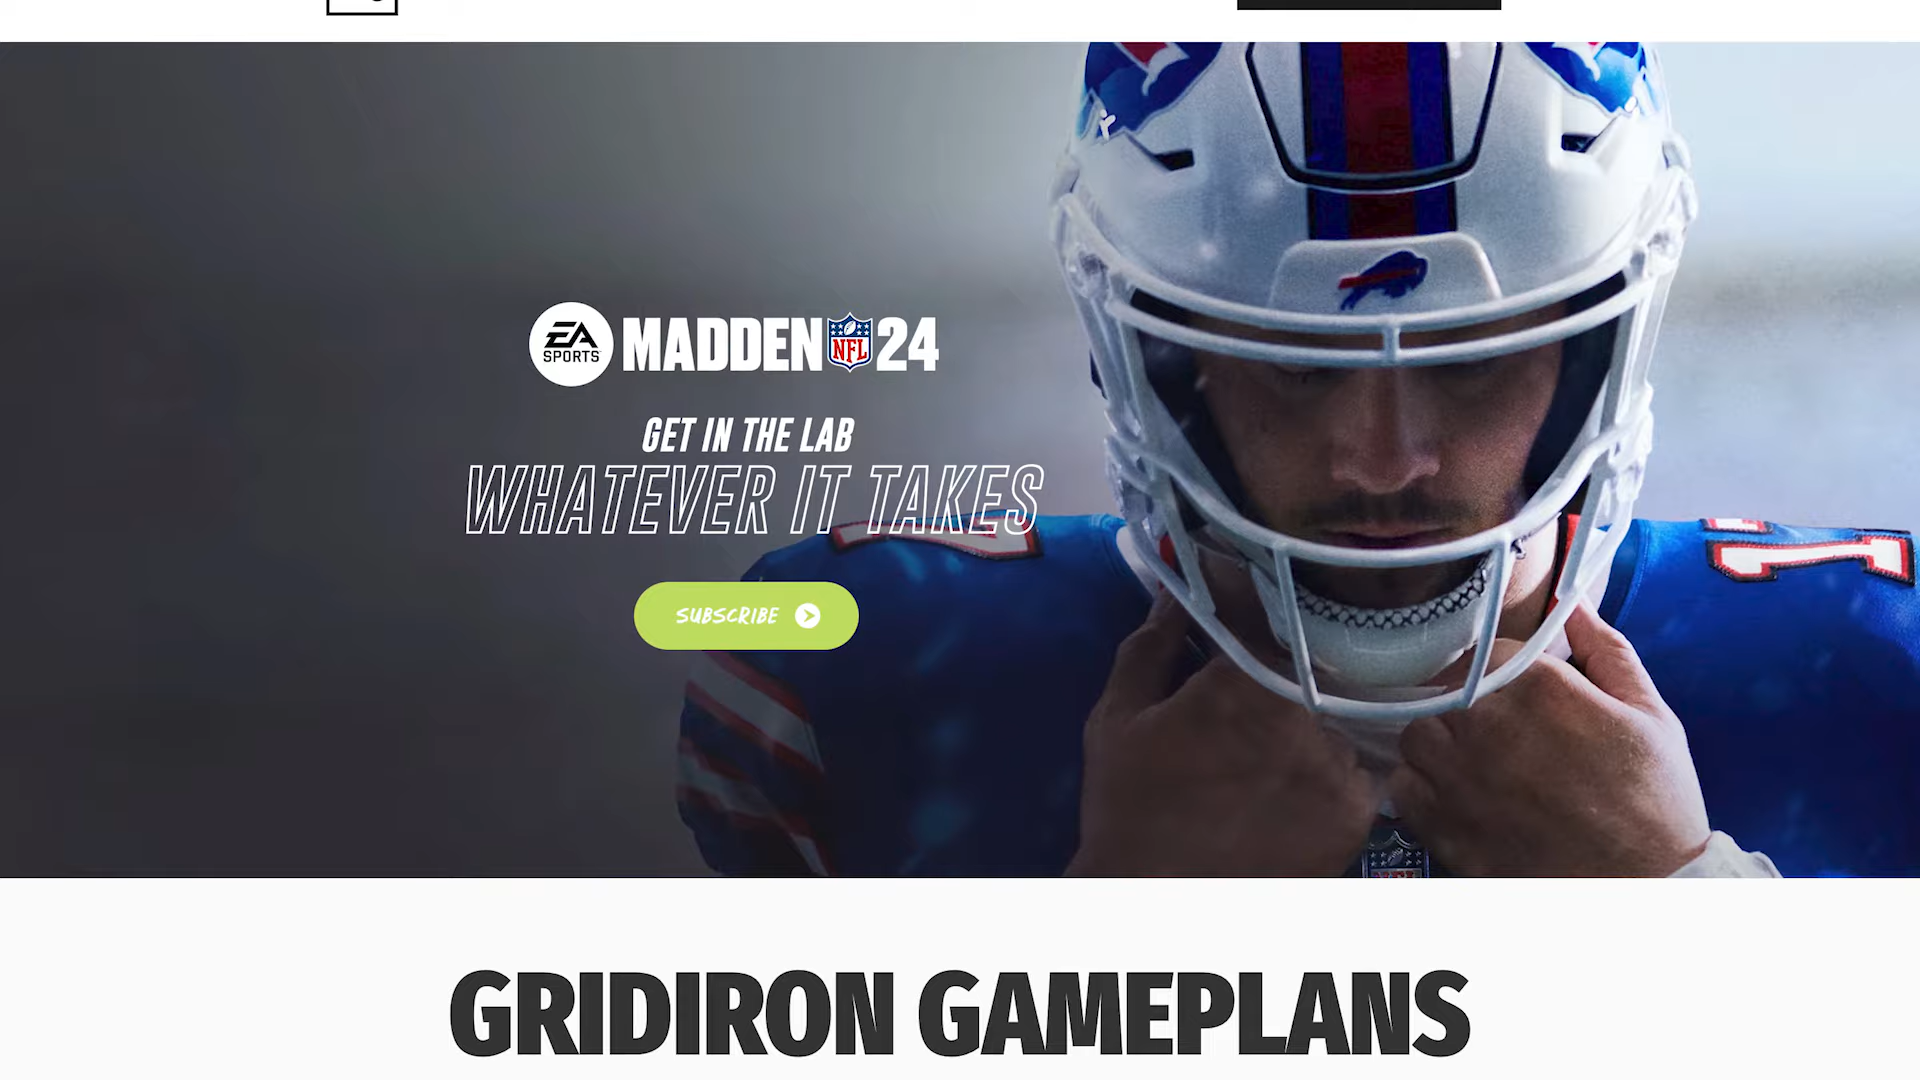 EA
SPORTS
MADDEN NFL 24
GET IN THE LAB
WHATEVER IT TAKES
SUBSCRIBE
GRIDIRON GAMEPLANS